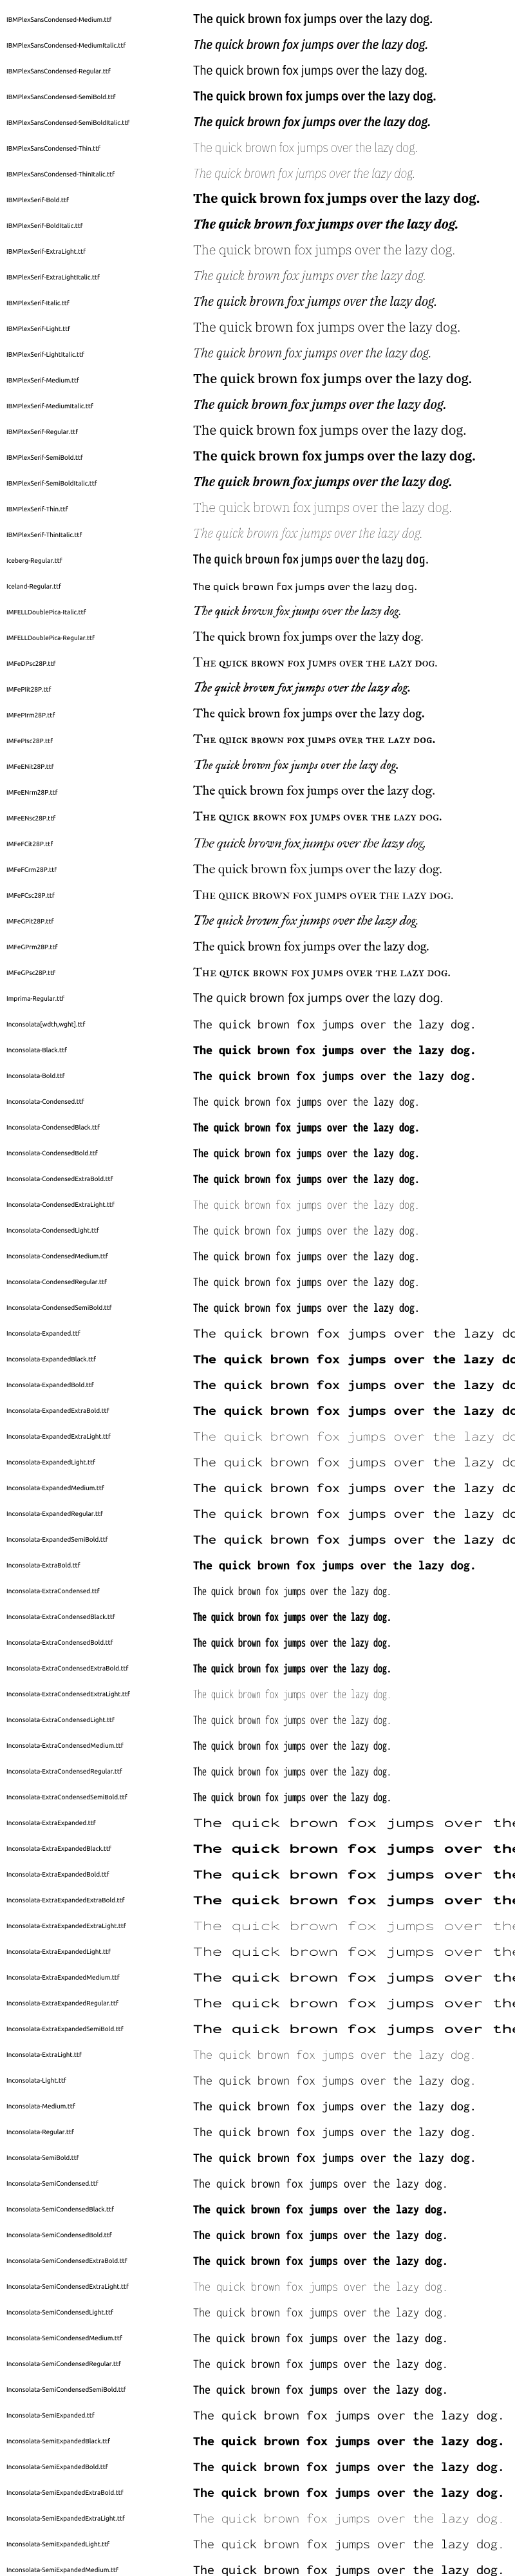 IBMPlexSansCondensed-Medium.ttf The quick brown fox jumps over the lazy dog.
IBMPlexSansCondensed-MediumItalic.ttf The quick brown fox jumps over the lazy dog.
IBMPlexSansCondensed-Regular.ttf The quick brown fox jumps over the lazy dog.
IBMPlexSansCondensed-SemiBold.ttf The quick brown fox jumps over the lazy dog.
IBMPlexSansCondensed-SemiBoldItalic.ttf The quick brown fox jumps over the lazy dog.
IBMPlexSansCondensed-Thin.ttf The quick brown fox jumps over the lazy dog.
IBMPlexSansCondensed-ThinItalic.ttf The quick brown fox jumps over the lazy dog.
IBMPlexSerif-Bold.ttf The quick brown fox jumps over the lazy dog.
IBMPlexSerif-BoldItalic.ttf The quick brown fox jumps over the lazy dog.
IBMPlexSerif-ExtraLight.ttf The quick brown fox jumps over the lazy dog.
IBMPlexSerif-ExtraLightItalic.ttf The quick brown fox jumps over the lazy dog.
IBMPlexSerif-Italic.ttf The quick brown fox jumps over the lazy dog.
IBMPlexSerif-Light.ttf The quick brown fox jumps over the lazy dog.
IBMPlexSerif-LightItalic.ttf The quick brown fox jumps over the lazy dog.
IBMPlexSerif-Medium.ttf The quick brown fox jumps over the lazy dog.
IBMPlexSerif-MediumItalic.ttf The quick brown fox jumps over the lazy dog.
IBMPlexSerif-Regular.ttf The quick brown fox jumps over the lazy dog.
IBMPlexSerif-SemiBold.ttf The quick brown fox jumps over the lazy dog.
IBMPlexSerif-SemiBoldItalic.ttf The quick brown fox jumps over the lazy dog.
IBMPlexSerif-Thin.ttf The quick brown fox jumps over the lazy dog.
IBMPlexSerif-ThinItalic.ttf The quick brown fox jumps over the lazy dog.
Iceberg-Regular.ttf The quick brown fox jumps over the lazy dog.
Iceland-Regular.ttf The quick brown fox jumps over the lazy dog.
IMFELLDoublePica-Italic.ttf The quick brown fox jumps over the lazy dog.
IMFELLDoublePica-Regular.ttf The quick brown fox jumps over the lazy dog.
IMFeDPsc28P.ttf The quick brown fox jumps over the lazy dog.
IMFePIit28P.ttf The quick brown fox jumps over the lazy dog.
IMFePIrm28P.ttf The quick brown fox jumps over the lazy dog.
IMFePIsc28P.ttf The quick brown fox jumps over the lazy dog.
IMFeENit28P.ttf The quick brown fox jumps over the lazy dog.
IMFeENrm28P.ttf The quick brown fox jumps over the lazy dog.
IMFeENsc28P.ttf The quick brown fox jumps over the lazy dog.
IMFeFCit28P.ttf The quick brown fox jumps over the lazy dog.
IMFeFCrm28P.ttf The quick brown fox jumps over the lazy dog.
IMFeFCsc28P.ttf The quick brown fox jumps over the lazy dog.
IMFeGPit28P.ttf The quick brown fox jumps over the lazy dog.
IMFeGPrm28P.ttf The quick brown fox jumps over the lazy dog.
IMFeGPsc28P.ttf The quick brown fox jumps over the lazy dog.
Imprima-Regular.ttf The quick brown fox jumps over the lazy dog.
Inconsolata[wdth,wght].ttf The quick brown fox jumps over the lazy dog.
Inconsolata-Black.ttf The quick brown fox jumps over the lazy dog.
Inconsolata-Bold.ttf The quick brown fox jumps over the lazy dog.
Inconsolata-Condensed.ttf The quick brown fox jumps over the lazy dog.
Inconsolata-CondensedBlack.ttf The quick brown fox jumps over the lazy dog.
Inconsolata-CondensedBold.ttf The quick brown fox jumps over the lazy dog.
Inconsolata-CondensedExtraBold.ttf The quick brown fox jumps over the lazy dog.
Inconsolata-CondensedExtraLight.ttf The quick brown fox jumps over the lazy dog.
Inconsolata-CondensedLight.ttf The quick brown fox jumps over the lazy dog.
Inconsolata-CondensedMedium.ttf The quick brown fox jumps over the lazy dog.
Inconsolata-CondensedRegular.ttf The quick brown fox jumps over the lazy dog.
Inconsolata-CondensedSemiBold.ttf The quick brown fox jumps over the lazy dog.
Inconsolata-Expanded.ttf The quick brown fox jumps over the lazy do
Inconsolata-ExpandedBlack.ttf The quick brown fox jumps over the lazy do
Inconsolata-ExpandedBold.ttf The quick brown fox jumps over the lazy do
Inconsolata-ExpandedExtraBold.ttf The quick brown fox jumps over the lazy do
Inconsolata-ExpandedExtraLight.ttf The quick brown fox jumps over the lazy do
Inconsolata-ExpandedLight.ttf The quick brown fox jumps over the lazy do
Inconsolata-ExpandedMedium.ttf The quick brown fox jumps over the lazy do
Inconsolata-ExpandedRegular.ttf The quick brown fox jumps over the lazy do
Inconsolata-ExpandedSemiBold.ttf The quick brown fox jumps over the lazy do
Inconsolata-ExtraBold.ttf The quick brown fox jumps over the lazy dog.
Inconsolata-ExtraCondensed.ttf The quick brown fox jumps over the lazy dog.
Inconsolata-ExtraCondensedBlack.ttf The quick brown fox jumps over the lazy dog.
Inconsolata-ExtraCondensedBold.ttf The quick brown fox jumps over the lazy dog.
Inconsolata-ExtraCondensedExtraBold.ttf The quick brown fox jumps over the lazy dog.
Inconsolata-ExtraCondensedExtraLight.ttf The quick brown fox jumps over the lazy dog.
Inconsolata-ExtraCondensedLight.ttf The quick brown fox jumps over the lazy dog.
Inconsolata-ExtraCondensedMedium.ttf The quick brown fox jumps over the lazy dog.
Inconsolata-ExtraCondensedRegular.ttf The quick brown fox jumps over the lazy dog.
Inconsolata-ExtraCondensedSemiBold.ttf The quick brown fox jumps over the lazy dog.
Inconsolata-ExtraExpanded.ttf The quick brown fox jumps over the
Inconsolata-ExtraExpandedBlack.ttf The quick brown fox jumps over the
Inconsolata-ExtraExpandedBold.ttf The quick brown fox jumps over the
Inconsolata-ExtraExpandedExtraBold.ttf The quick brown fox jumps over the
Inconsolata-ExtraExpandedExtraLight.ttf The quick brown fox jumps over the
Inconsolata-ExtraExpandedLight.ttf The quick brown fox jumps over the
Inconsolata-ExtraExpandedMedium.ttf The quick brown fox jumps over the
Inconsolata-ExtraExpandedRegular.ttf The quick brown fox jumps over the
Inconsolata-ExtraExpandedSemiBold.ttf The quick brown fox jumps over the
Inconsolata-ExtraLight.ttf The quick brown fox jumps over the lazy dog.
Inconsolata-Light.ttf The quick brown fox jumps over the lazy dog.
Inconsolata-Medium.ttf The quick brown fox jumps over the lazy dog.
Inconsolata-Regular.ttf The quick brown fox jumps over the lazy dog.
Inconsolata-SemiBold.ttf The quick brown fox jumps over the lazy dog.
Inconsolata-SemiCondensed.ttf The quick brown fox jumps over the lazy dog.
Inconsolata-SemiCondensedBlack.ttf The quick brown fox jumps over the lazy dog.
Inconsolata-SemiCondensedBold.ttf The quick brown fox jumps over the lazy dog.
Inconsolata-SemiCondensedExtraBold.ttf The quick brown fox jumps over the lazy dog.
Inconsolata-SemiCondensedExtraLight.ttf The quick brown fox jumps over the lazy dog.
Inconsolata-SemiCondensedLight.ttf The quick brown fox jumps over the lazy dog.
Inconsolata-SemiCondensedMedium.ttf The quick brown fox jumps over the lazy dog.
Inconsolata-SemiCondensedRegular.ttf The quick brown fox jumps over the lazy dog.
Inconsolata-SemiCondensedSemiBold.ttf The quick brown fox jumps over the lazy dog.
Inconsolata-SemiExpanded.ttf The quick brown fox jumps over the lazy dog.
Inconsolata-SemiExpandedBlack.ttf The quick brown fox jumps over the lazy dog.
Inconsolata-SemiExpandedBold.ttf The quick brown fox jumps over the lazy dog.
Inconsolata-SemiExpandedExtraBold.ttf The quick brown fox jumps over the lazy dog.
Inconsolata-SemiExpandedExtraLight.ttf The quick brown fox jumps over the lazy dog.
Inconsolata-SemiExpandedLight.ttf The quick brown fox jumps over the lazy dog.
Inconsolata-SemiExpandedMedium.ttf The quick brown fox jumps over the lazy dog.